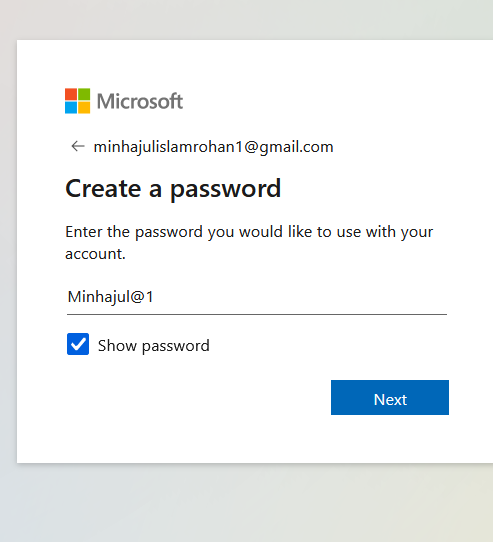 Microsoft
← minhajulislamrohan1@gmail.com
Create a password
Enter the password you would like to use with your
account.
Minhajul@1
Show password
Next